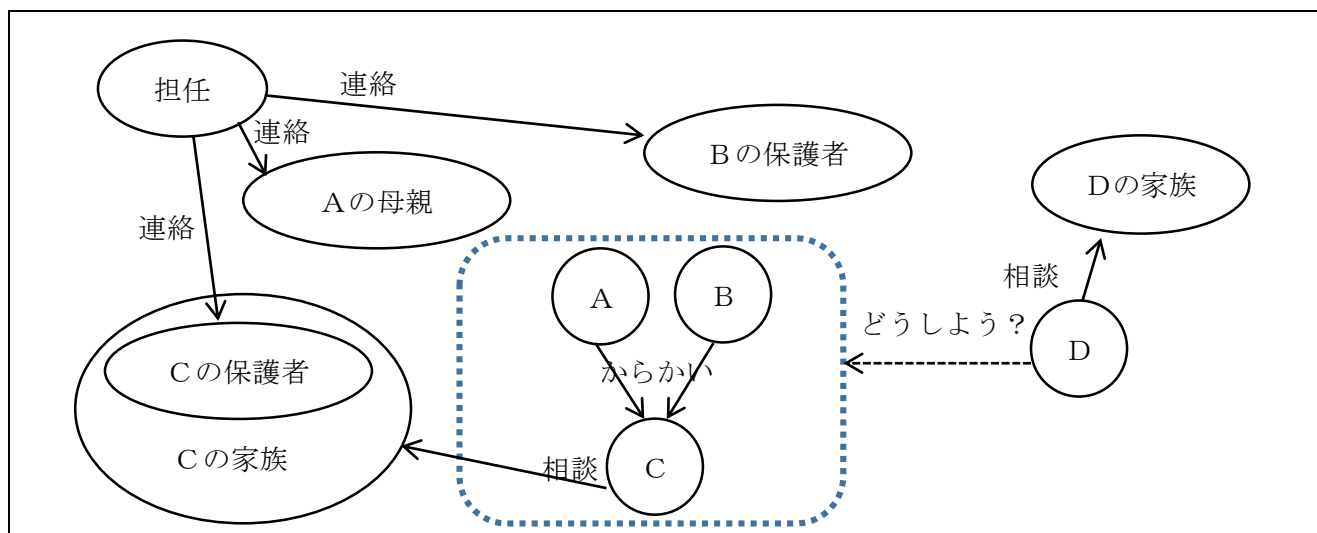 担任
連絡
連絡
Bの保護者
Aの母親
Dの家族
連絡
相談
A
B
どうしよう?
D
Cの保護者
からかい
Cの家族
相談
C